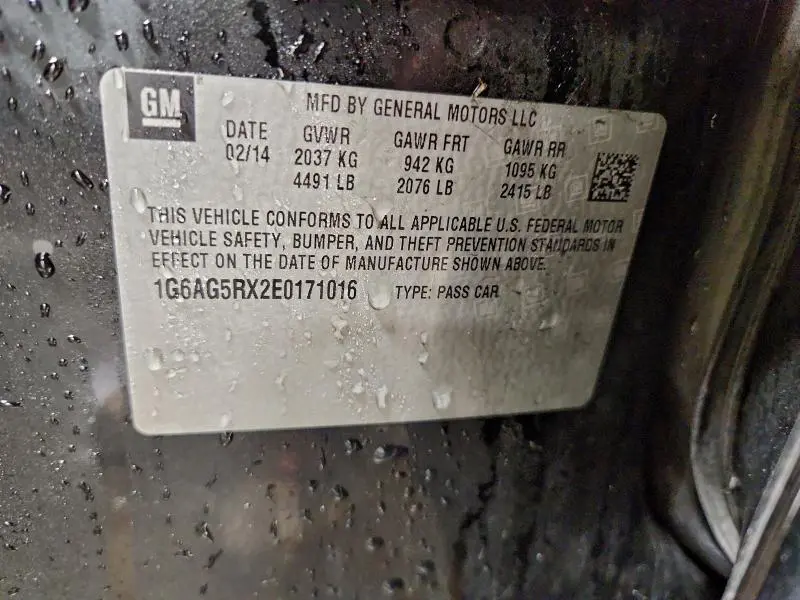 GM
MFD BY GENERAL MOTORS LLC
DATE GVWR GAWR FRT GAWR RR
02/14 2037 KG 942 KG 1095 KG
4491 LB 2076 LB 2415 LB
THIS VEHICLE CONFORMS TO ALL APPLICABLE U.S. FEDERAL MOTOR
VEHICLE SAFETY, BUMPER, AND THEFT PREVENTION STANDARDS IN
EFFECT ON THE DATE OF MANUFACTURE SHOWN ABOVE.
1G6AG5RX2E0171016 TYPE: PASS CAR